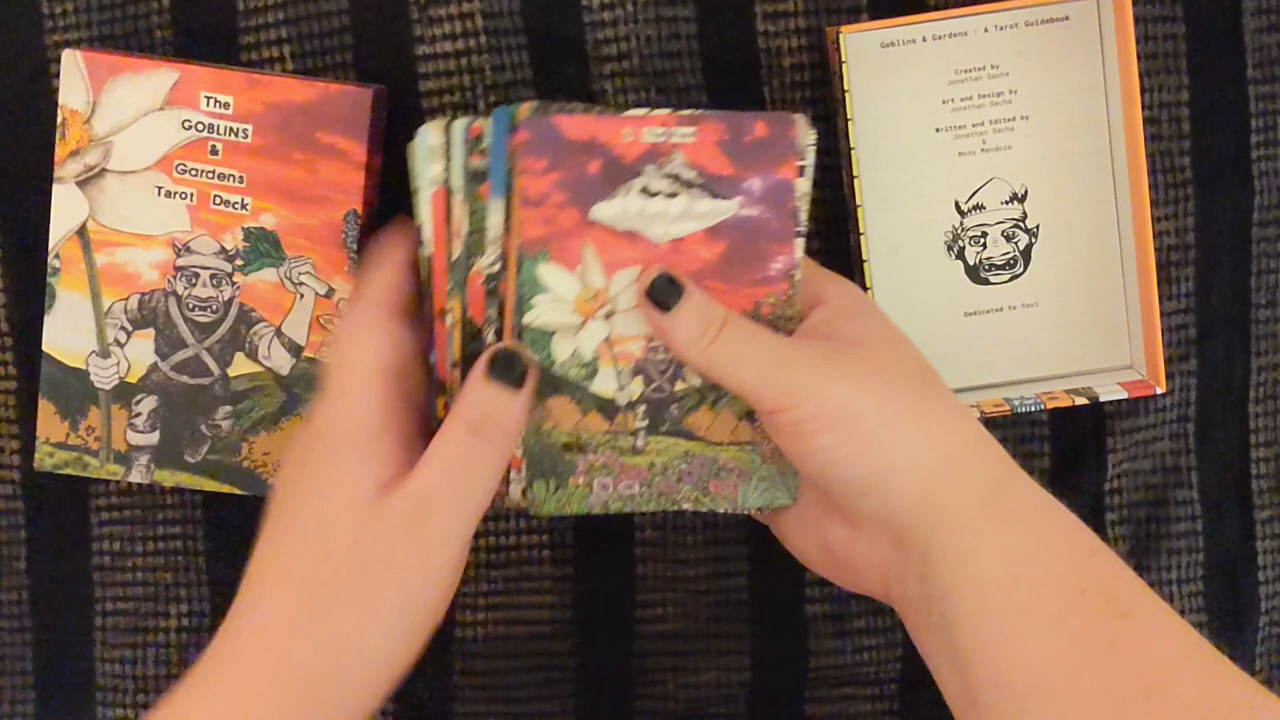 The
GOBLINS
&
Gardens
Tarot Deck
Goblins & Gardens : A Tarot Guidebook
Created by
Jonathan Sacha
Art and Design by
Jonathan Sacha
Written and Edited by
Jonathan Sacha
&
Moss Mendoza
Dedicated to